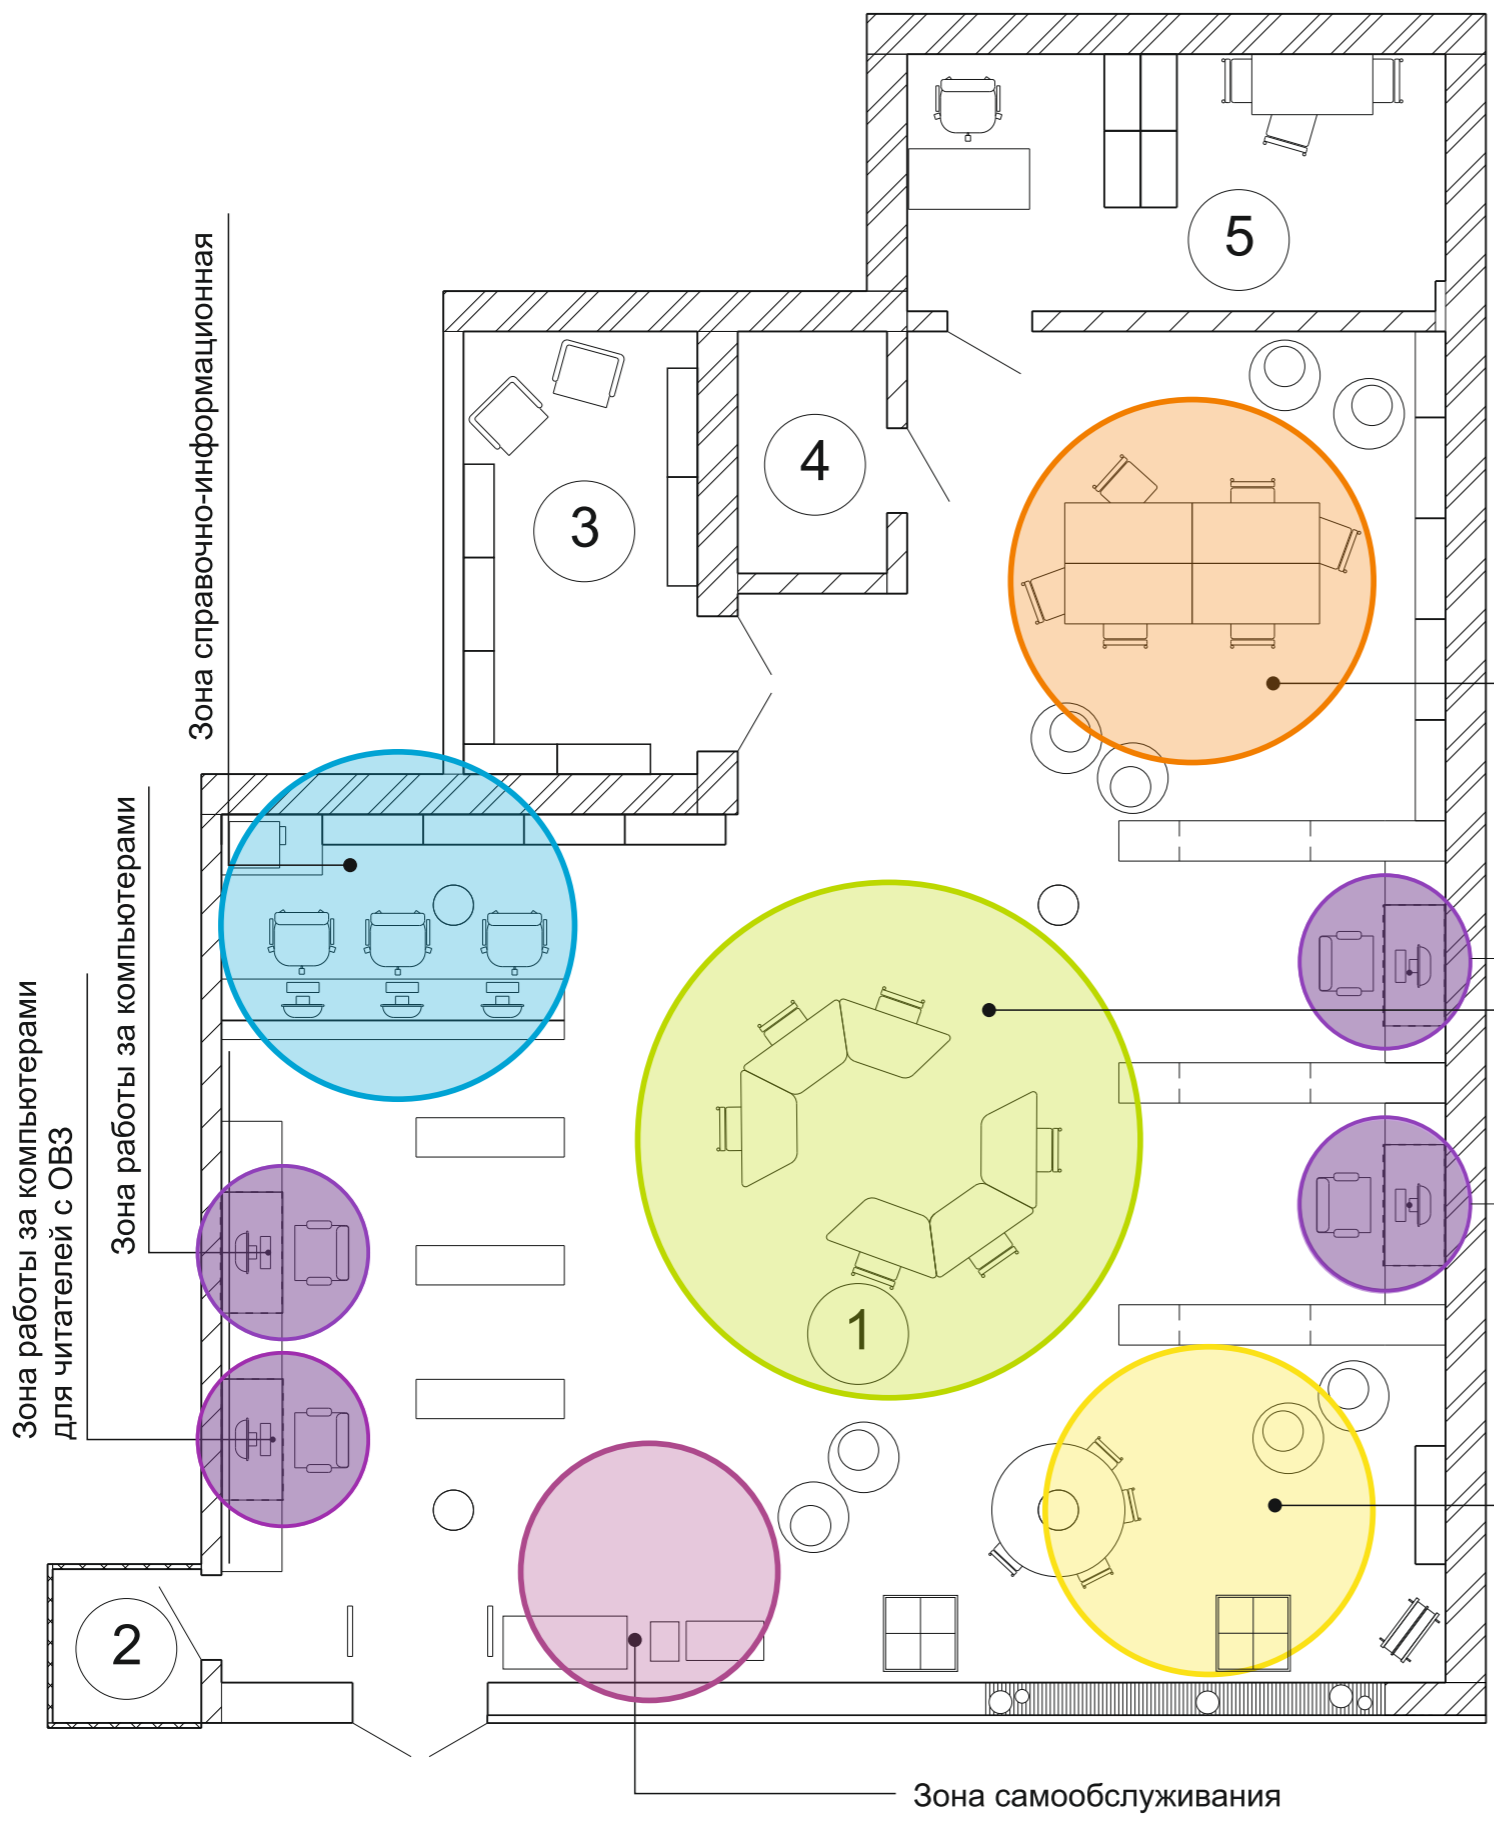 5
Зона справочно-информационная
4
3
Зона работы за компьютерами
Зона работы за компьютерами
для читателей с ОВЗ
1
2
Зона самообслуживания